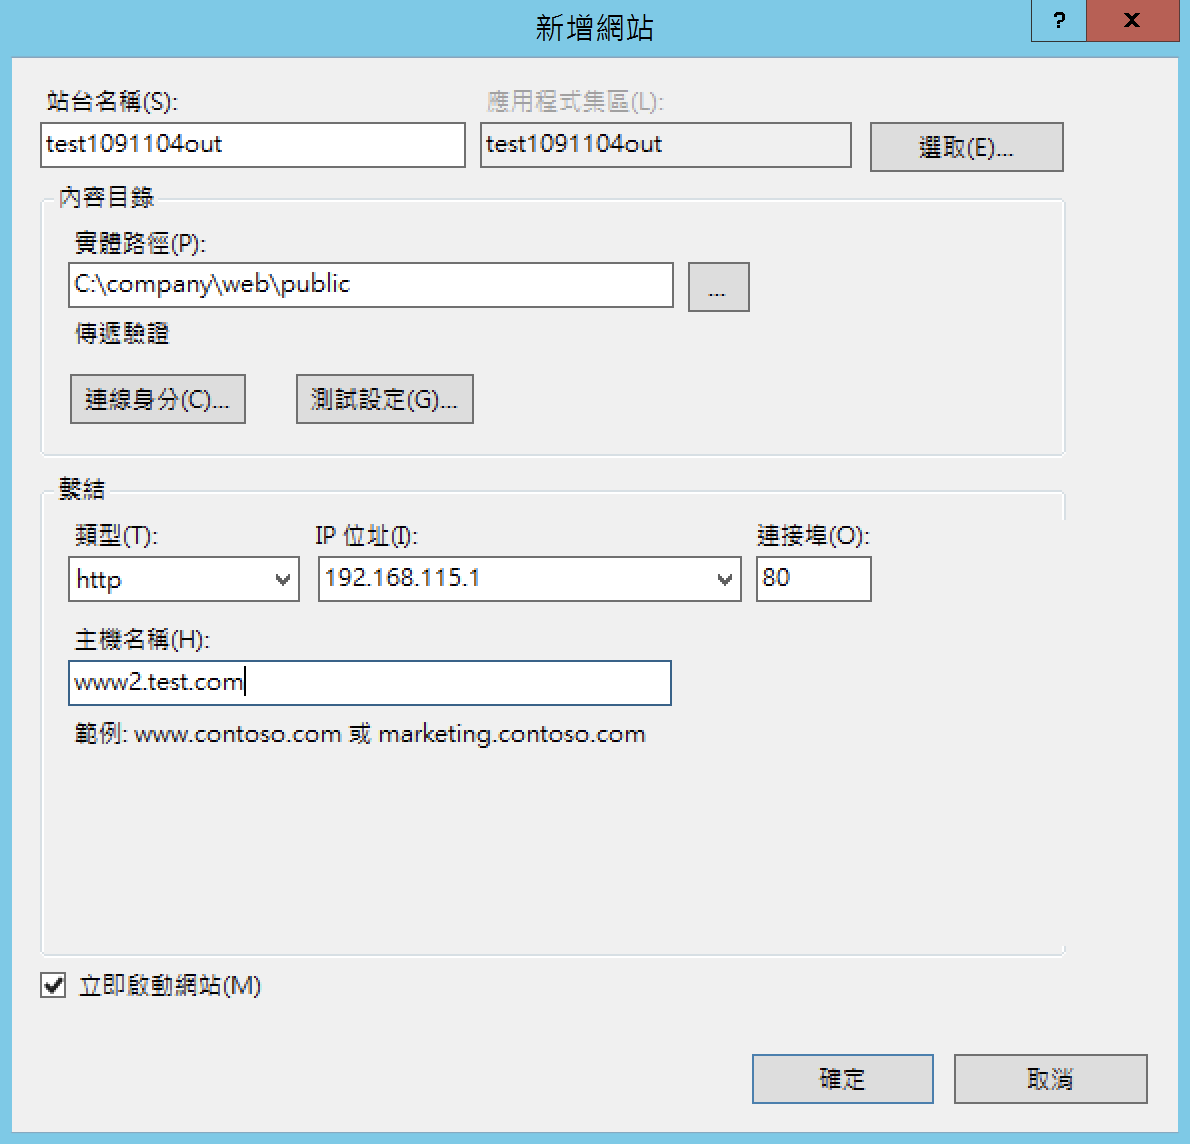 新增網站
? x
站台名稱(S):
應用程式集區(L):
test1091104out
test1091104out
選取(E)...
內容目錄
實體路徑(P):
C:\company\web\public
...
傳遞驗證
連線身分(C)...
測試設定(G)...
繫結
類型(T):
IP 位址(I):
連接埠(O):
http
192.168.115.1
80
主機名稱(H):
www2.test.com
範例: www.contoso.com 或 marketing.contoso.com
立即啟動網站(M)
確定
取消